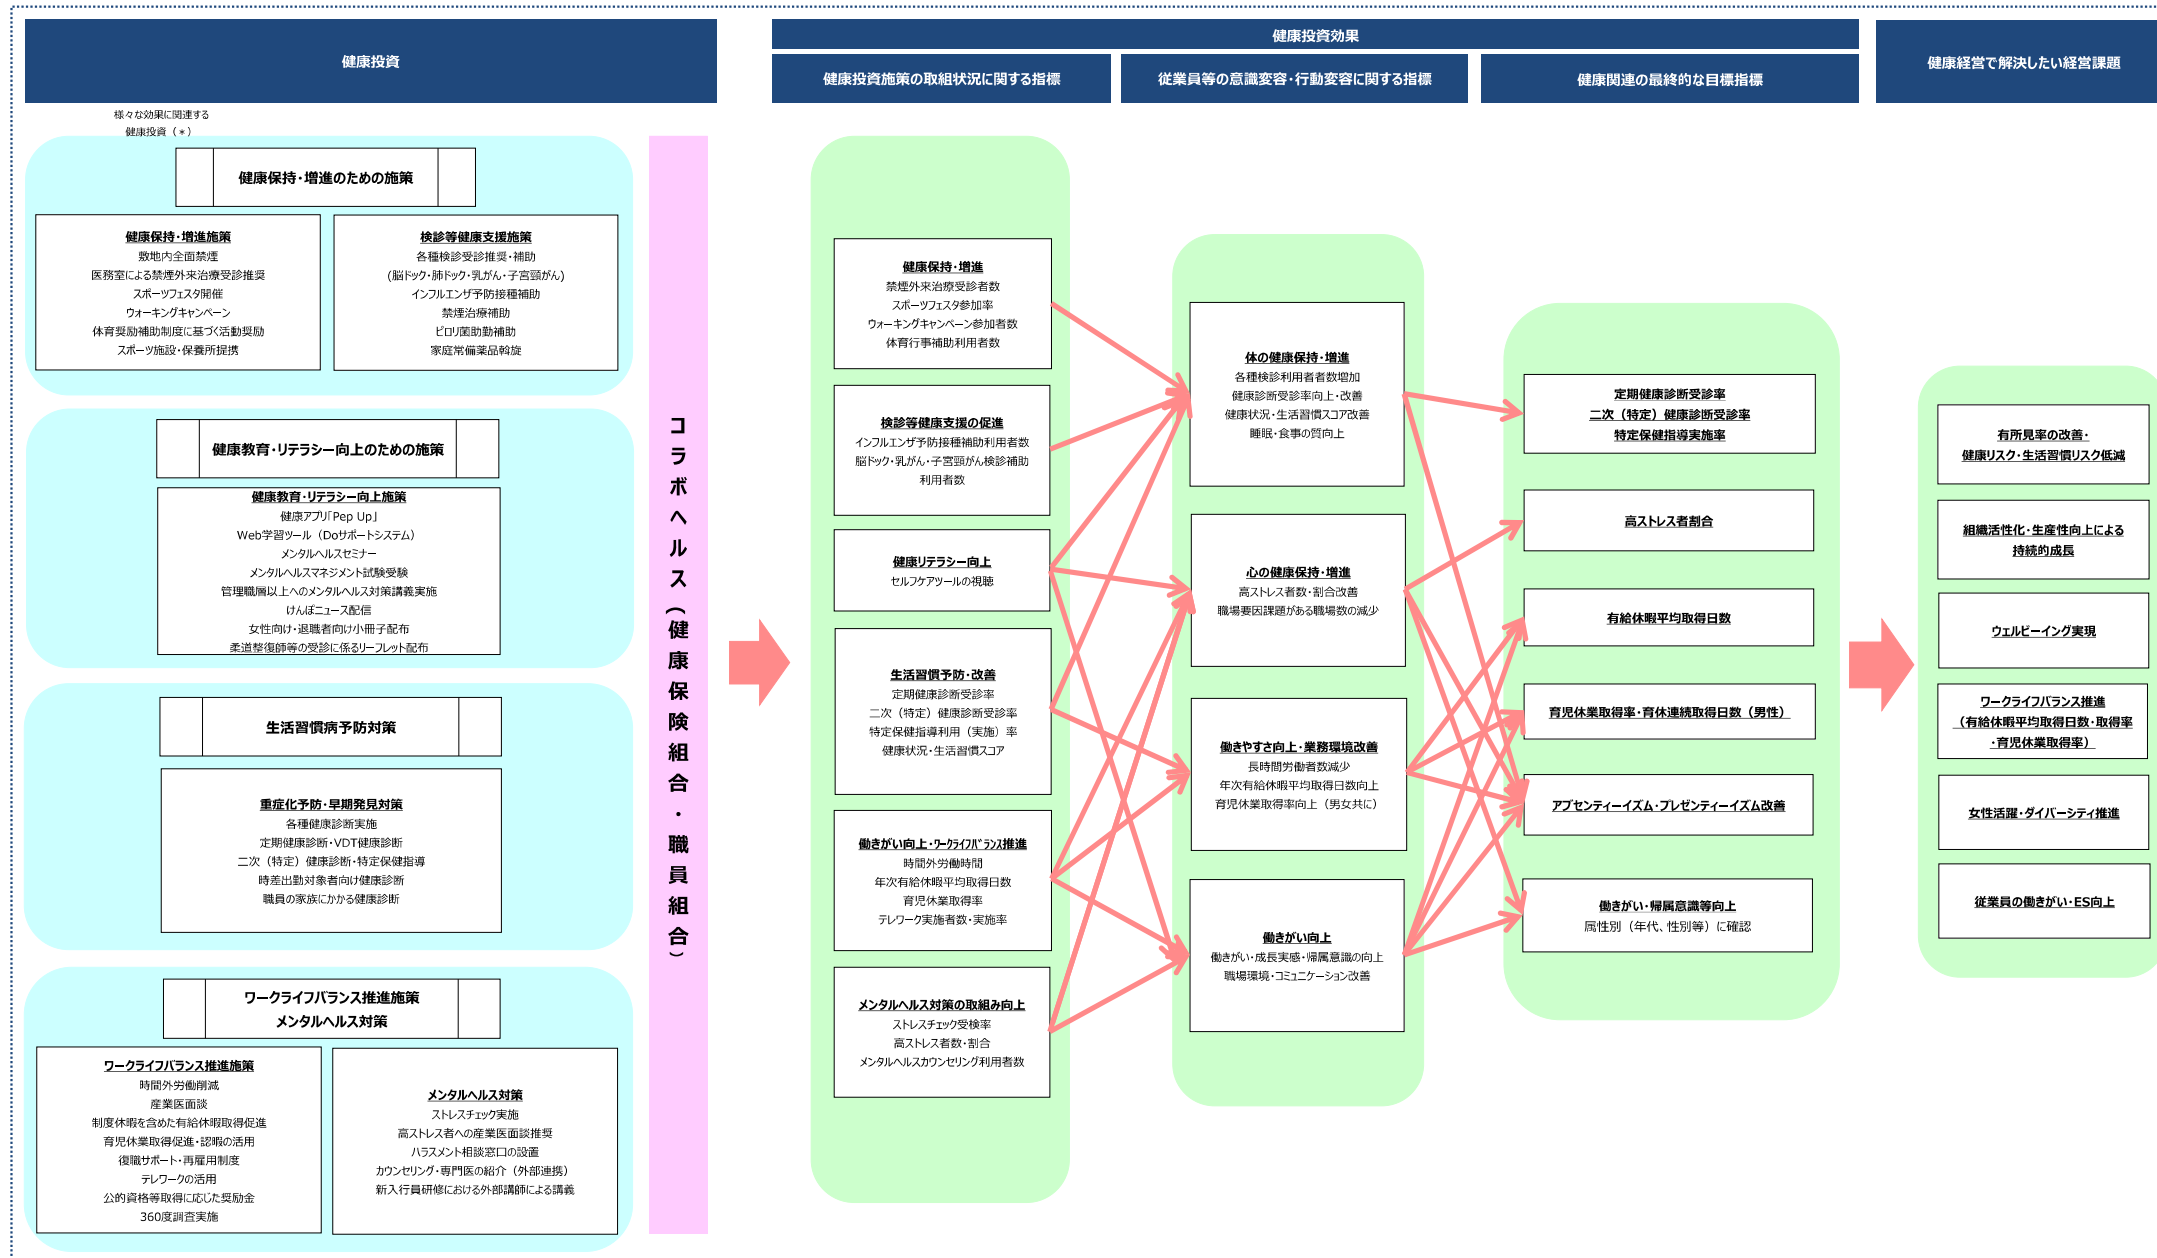 健康投資
健康投資効果
健康投資施策の取組状況に関する指標
従業員等の意識変容・行動変容に関する指標
健康関連の最終的な目標指標
健康経営で解決したい経営課題
様々な効果に関連する
健康投資（＊）
健康保持・増進のための施策
健康保持・増進施策
敷地内全面禁煙
医務室による禁煙外来治療受診推奨
スポーツフェスタ開催
ウォーキングキャンペーン
体育奨励補助制度に基づく活動奨励
スポーツ施設・保養所提携
検診等健康支援施策
各種検診受診推奨・補助
(脳ドック・肺ドック・乳がん・子宮頸がん)
インフルエンザ予防接種補助
禁煙治療補助
ピロリ菌助勤補助
家庭常備薬品斡旋
健康教育・リテラシー向上のための施策
健康教育・リテラシー向上施策
健康アプリ「Pep Up」
Web学習ツール（Doサポートシステム）
メンタルヘルスセミナー
メンタルヘルスマネジメント試験受験
管理職層以上へのメンタルヘルス対策講義実施
けんぽニュース配信
女性向け・退職者向け小冊子配布
柔道整復師等の受診に係るリーフレット配布
生活習慣病予防対策
重症化予防・早期発見対策
各種健康診断実施
定期健康診断・VDT健康診断
二次（特定）健康診断・特定保健指導
時差出勤対象者向け健康診断
職員の家族にかかる健康診断
ワークライフバランス推進施策
メンタルヘルス対策
ワークライフバランス推進施策
時間外労働削減
産業医面談
制度休暇を含めた有給休暇取得促進
育児休業取得促進・認暇の活用
復職サポート・再雇用制度
テレワークの活用
公的資格等取得に応じた奨励金
360度調査実施
メンタルヘルス対策
ストレスチェック実施
高ストレス者への産業医面談推奨
ハラスメント相談窓口の設置
カウンセリング・専門医の紹介（外部連携）
新入行員研修における外部講師による講義
コラボヘルス（健康保険組合・職員組合）
健康保持・増進
禁煙外来治療受診者数
スポーツフェスタ参加率
ウォーキングキャンペーン参加者数
体育行事補助利用者数
検診等健康支援の促進
インフルエンザ予防接種補助利用者数
脳ドック・乳がん・子宮頸がん検診補助
利用者数
健康リテラシー向上
セルフケアツールの視聴
生活習慣予防・改善
定期健康診断受診率
二次（特定）健康診断受診率
特定保健指導利用（実施）率
健康状況・生活習慣スコア
働きがい向上・ワークライフバランス推進
時間外労働時間
年次有給休暇平均取得日数
育児休業取得率
テレワーク実施者数・実施率
メンタルヘルス対策の取組み向上
ストレスチェック受検率
高ストレス者数・割合
メンタルヘルスカウンセリング利用者数
体の健康保持・増進
各種検診利用者者数増加
健康診断受診率向上・改善
健康状況・生活習慣スコア改善
睡眠・食事の質向上
心の健康保持・増進
高ストレス者数・割合改善
職場要因課題がある職場数の減少
働きやすさ向上・業務環境改善
長時間労働者数減少
年次有給休暇平均取得日数向上
育児休業取得率向上（男女共に）
働きがい向上
働きがい・成長実感・帰属意識の向上
職場環境・コミュニケーション改善
定期健康診断受診率
二次（特定）健康診断受診率
特定保健指導実施率
高ストレス者割合
有給休暇平均取得日数
育児休業取得率・育休連続取得日数（男性）
アブセンティーイズム・プレゼンティーイズム改善
働きがい・帰属意識等向上
属性別（年代、性別等）に確認
有所見率の改善・
健康リスク・生活習慣リスク低減
組織活性化・生産性向上による
持続的成長
ウェルビーイング実現
ワークライフバランス推進
（有給休暇平均取得日数・取得率
・育児休業取得率）
女性活躍・ダイバーシティ推進
従業員の働きがい・ES向上